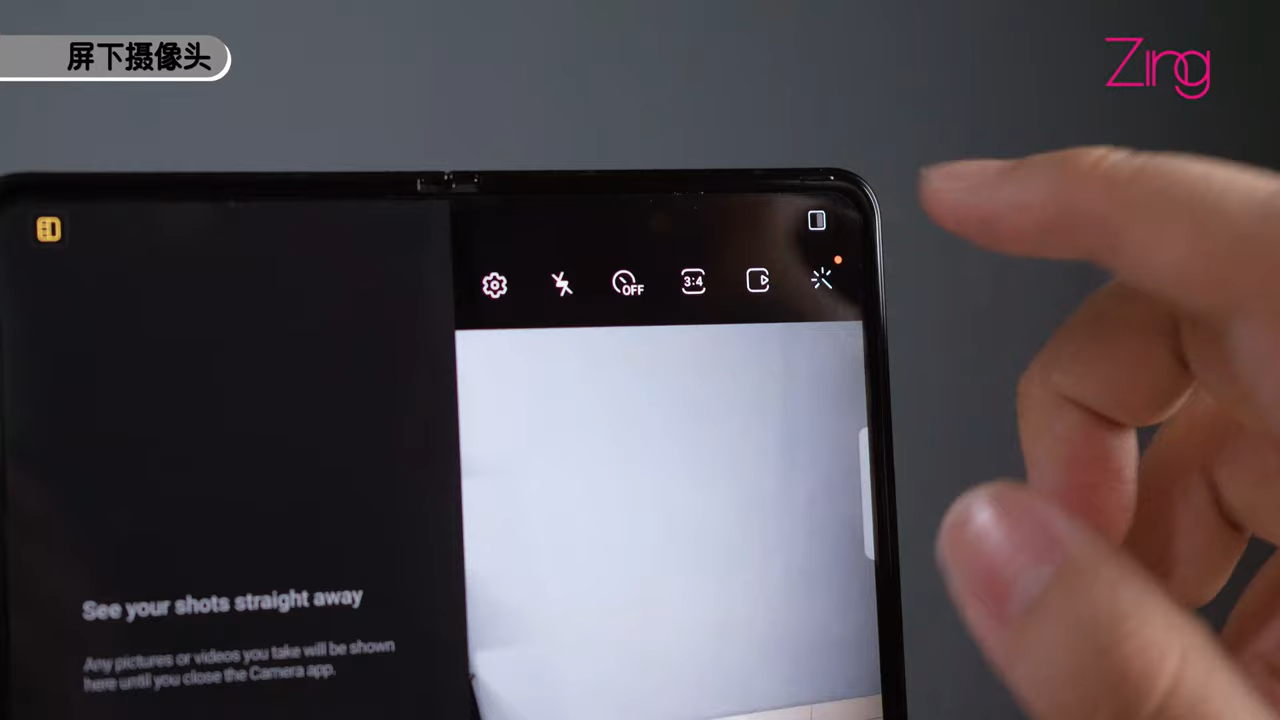 屏下摄像头
Zing
OFF
3:4
See your shots straight away
Any pictures or videos you take will be shown
here until you close the Camera app.